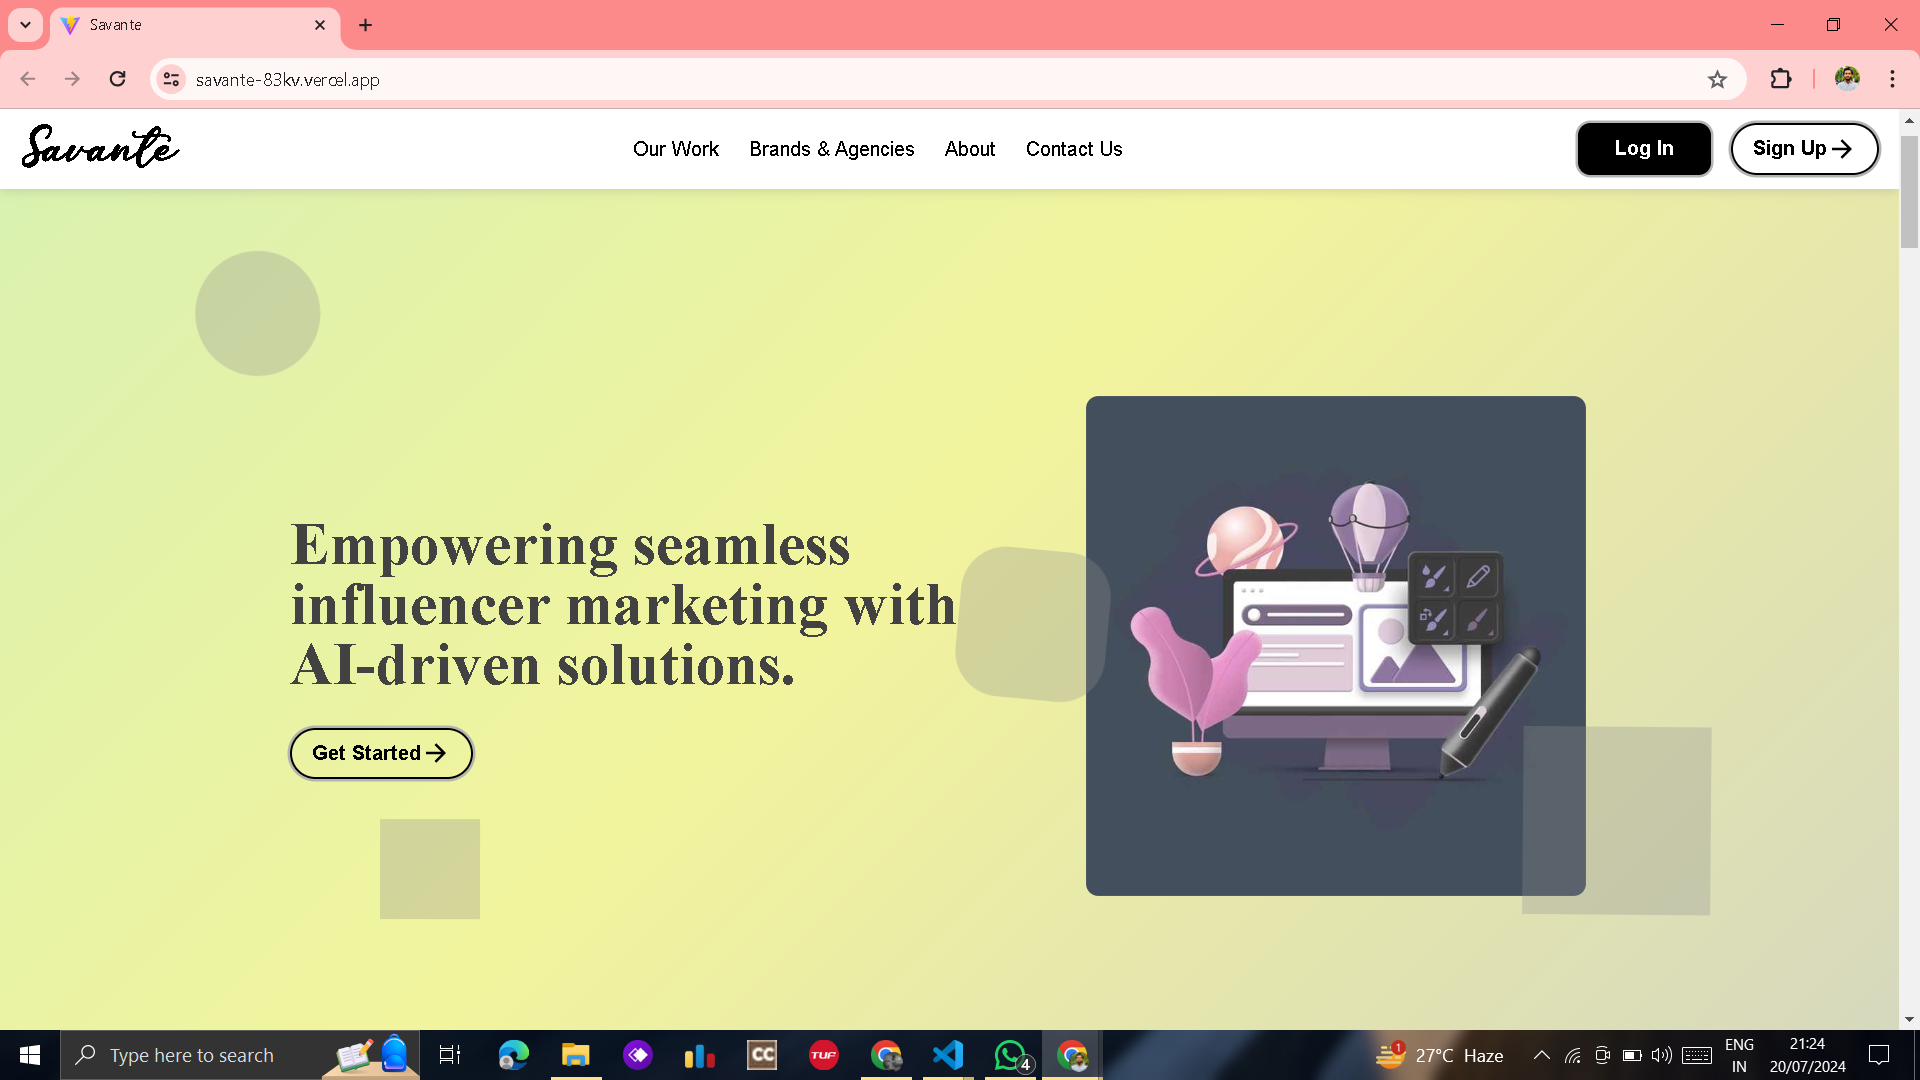 Savante
savante-83kv.vercel.app
Savante
Our Work
Brands & Agencies
About
Contact Us
Log In
Sign Up
Empowering seamless
influencer marketing with
AI-driven solutions.
Get Started
Type here to search
CC
TUF
4
1
27°C Haze
ENG
IN
21:24
20/07/2024